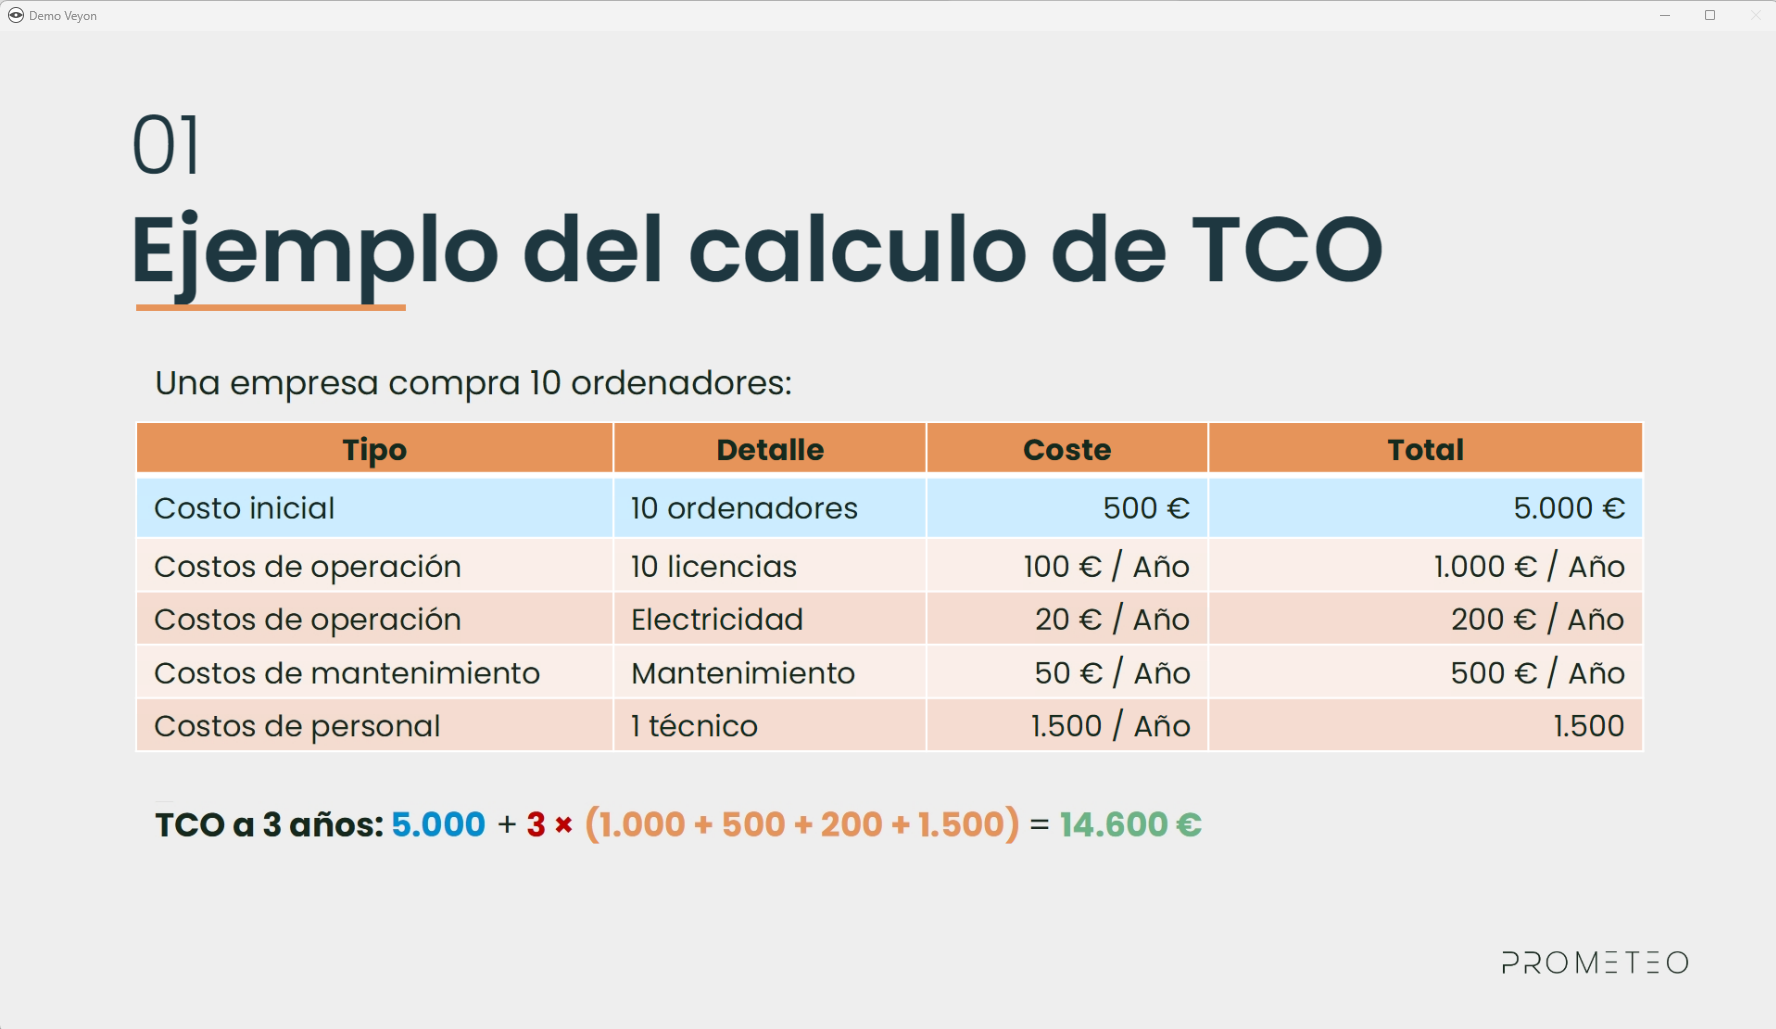 Demo Veyon
01
Ejemplo del calculo de TCO
Una empresa compra 10 ordenadores:
Tipo Detalle Coste Total
Costo inicial 10 ordenadores 500 € 5.000 €
Costos de operación 10 licencias 100 € / Año 1.000 € / Año
Costos de operación Electricidad 20 € / Año 200 € / Año
Costos de mantenimiento Mantenimiento 50 € / Año 500 € / Año
Costos de personal 1 técnico 1.500 / Año 1.500
TCO a 3 años: 5.000 + 3 × (1.000 + 500 + 200 + 1.500) = 14.600 €
PROMETEO